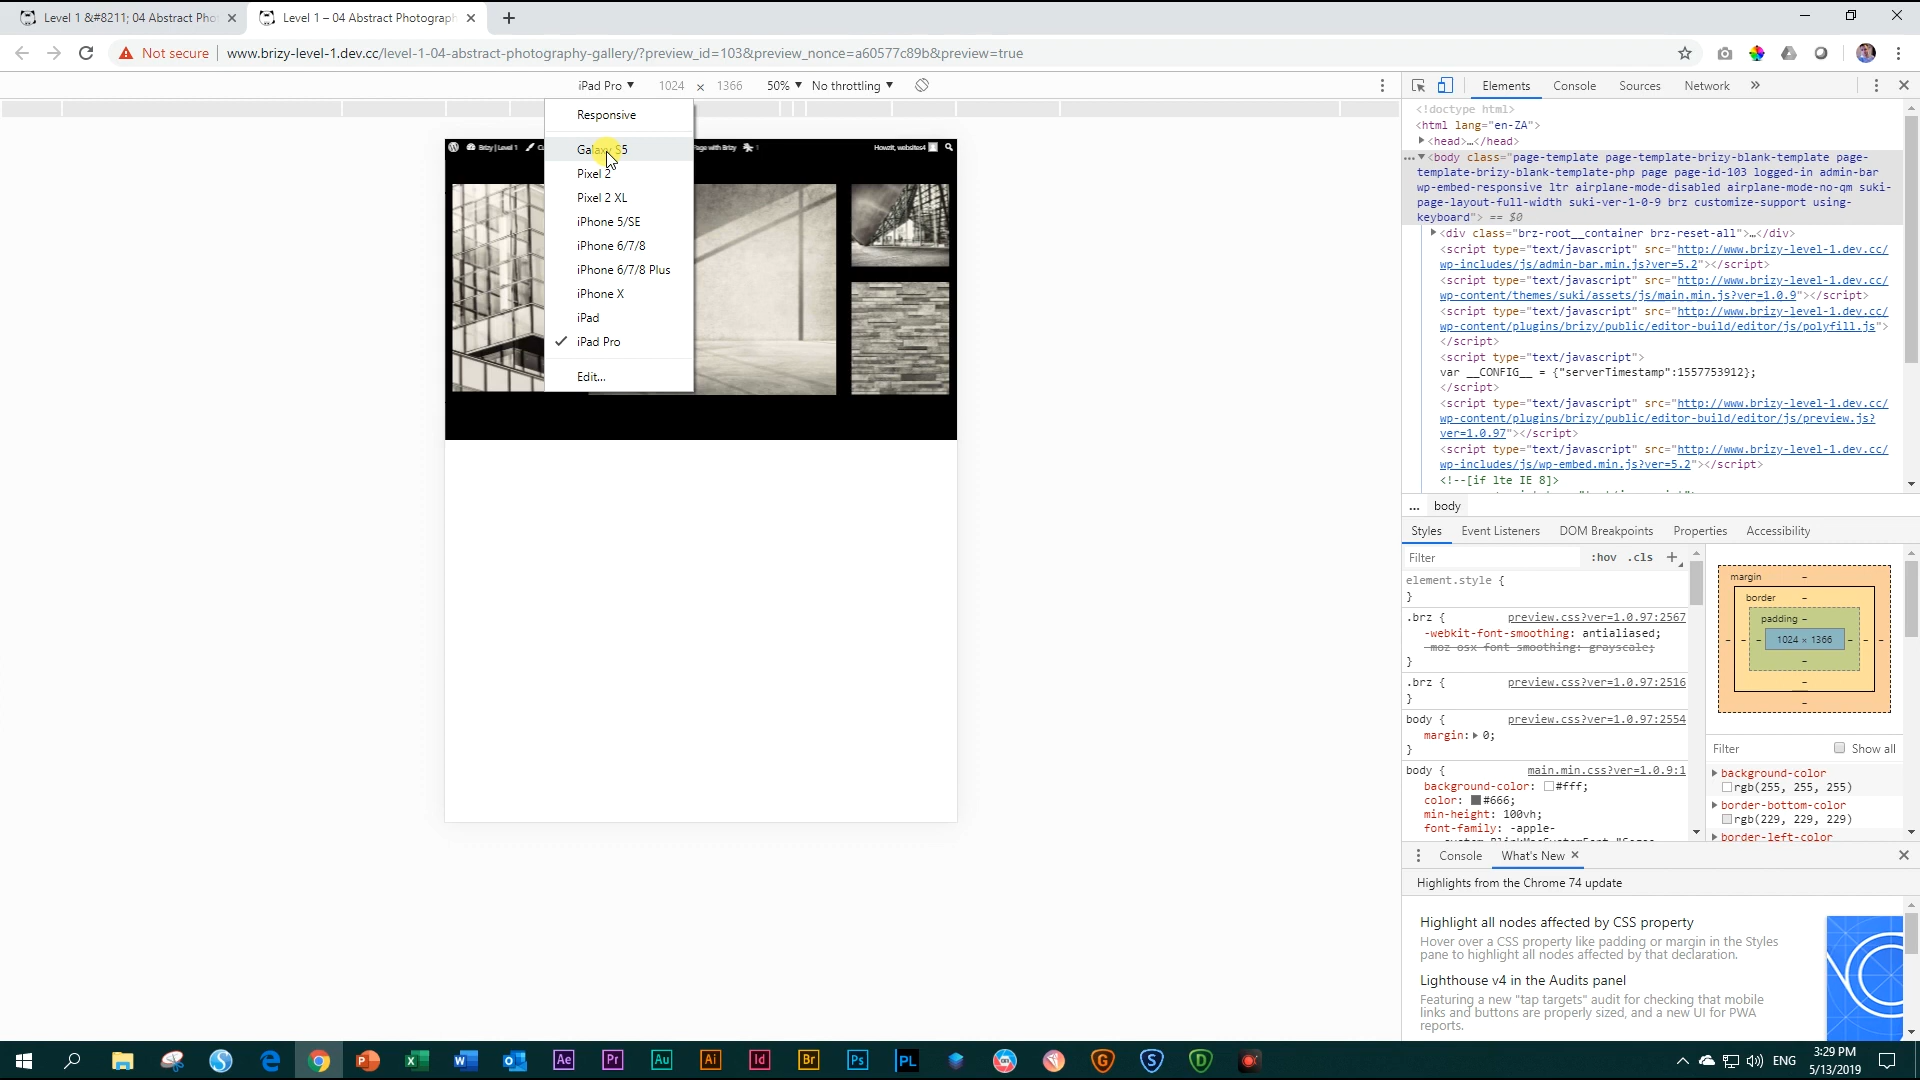 Level 1 &#8211; 04 Abstract Pho
Level 1 – 04 Abstract Photograph
Not secure
www.brizy-level-1.dev.cc/level-1-04-abstract-photography-gallery/?preview_id=103&preview_nonce=a60577c89b&preview=true
iPad Pro
1024 x 1366
50%
No throttling
Elements
Console
Sources
Network
Responsive
Galaxy S5
Pixel 2
Pixel 2 XL
iPhone 5/SE
iPhone 6/7/8
iPhone 6/7/8 Plus
iPhone X
iPad
iPad Pro
Edit...
Brizy | Level 1
Page with Brizy
1
Howzit, websites4
<!doctype html>
<html lang="en-ZA">
<head>…</head>
<body class="page-template page-template-brizy-blank-template page-
template-brizy-blank-template-php page page-id-103 logged-in admin-bar
wp-embed-responsive ltr airplane-mode-disabled airplane-mode-no-qm suki-
page-layout-full-width suki-ver-1-0-9 brz customize-support using-
keyboard"> == $0
<div class="brz-root__container brz-reset-all">…</div>
<script type="text/javascript" src="http://www.brizy-level-1.dev.cc/
wp-includes/js/admin-bar.min.js?ver=5.2"></script>
<script type="text/javascript" src="http://www.brizy-level-1.dev.cc/
wp-content/themes/suki/assets/js/main.min.js?ver=1.0.9"></script>
<script type="text/javascript" src="http://www.brizy-level-1.dev.cc/
wp-content/plugins/brizy/public/editor-build/editor/js/polyfill.js">
</script>
<script type="text/javascript">
var __CONFIG__ = {"serverTimestamp":1557753912};
</script>
<script type="text/javascript" src="http://www.brizy-level-1.dev.cc/
wp-content/plugins/brizy/public/editor-build/editor/js/preview.js?
ver=1.0.97"></script>
<script type="text/javascript" src="http://www.brizy-level-1.dev.cc/
wp-includes/js/wp-embed.min.js?ver=5.2"></script>
<!--[if lte IE 8]>
... body
Styles
Event Listeners
DOM Breakpoints
Properties
Accessibility
Filter
:hov .cls +
element.style {
}
.brz {
preview.css?ver=1.0.97:2567
-webkit-font-smoothing: antialiased;
-moz-osx-font-smoothing: grayscale;
}
.brz {
preview.css?ver=1.0.97:2516
}
body {
preview.css?ver=1.0.97:2554
margin: 0;
}
body {
main.min.css?ver=1.0.9:1
background-color: #fff;
color: #666;
min-height: 100vh;
font-family: -apple-
margin –
border –
padding –
1024 × 1366
Filter
Show all
background-color
rgb(255, 255, 255)
border-bottom-color
rgb(229, 229, 229)
border-left-color
Console
What's New
Highlights from the Chrome 74 update
Highlight all nodes affected by CSS property
Hover over a CSS property like padding or margin in the Styles
pane to highlight all nodes affected by that declaration.
Lighthouse v4 in the Audits panel
Featuring a new "tap targets" audit for checking that mobile
links and buttons are properly sized, and a new UI for PWA
reports.
Ae
Pr
Au
Ai
Id
Br
Ps
PL
ENG
3:29 PM
5/13/2019